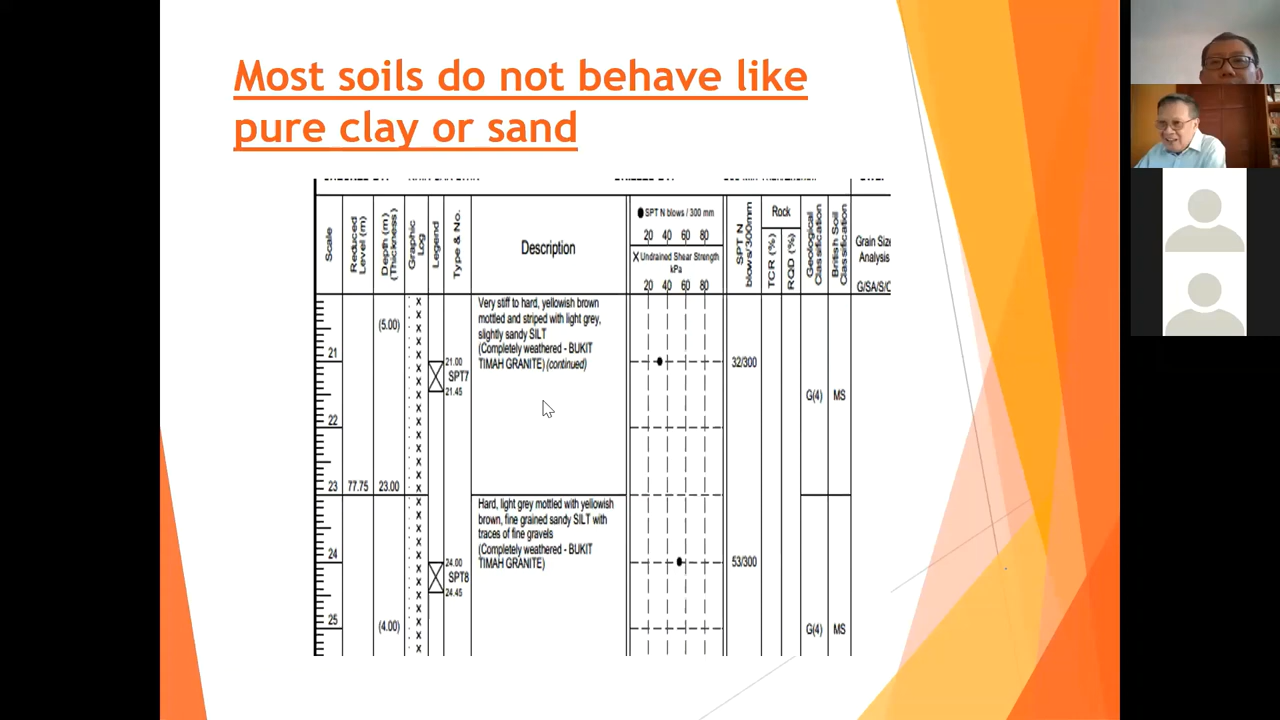 Most soils do not behave like
pure clay or sand
Scale
Reduced
Level (m)
Depth (m)
(Thickness)
Graphic
Log
Legend
Type & No.
Description
SPT N blows / 300 mm
20 40 60 80
X Undrained Shear Strength
kPa
20 40 60 80
SPT N
blows/300mm
Rock
TCR (%)
RQD (%)
Geological
Classification
British Soil
Classification
Grain Size
Analysis
G/SA/S/C
Very stiff to hard, yellowish brown
mottled and striped with light grey,
slightly sandy SILT
(Completely weathered - BUKIT
TIMAH GRANITE) (continued)
(5.00)
21
21.00
SPT7
21.45
32/300
G(4) MS
22
23 77.75 23.00
Hard, light grey mottled with yellowish
brown, fine grained sandy SILT with
traces of fine gravels
(Completely weathered - BUKIT
TIMAH GRANITE)
24
24.00
SPT8
24.45
53/300
25
(4.00)
G(4) MS